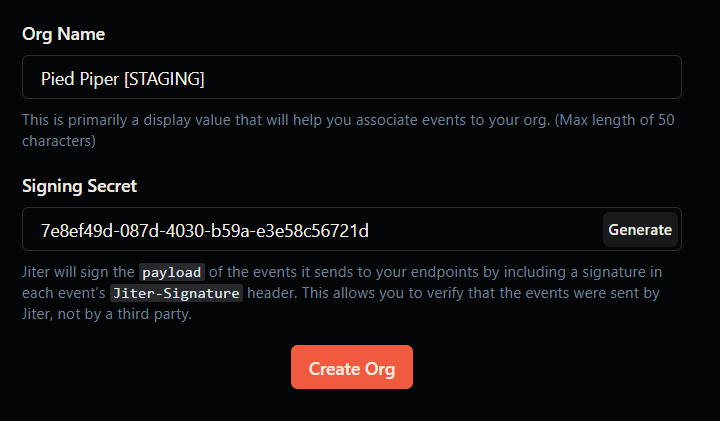 Org Name
Pied Piper [STAGING]
This is primarily a display value that will help you associate events to your org. (Max length of 50
characters)
Signing Secret
7e8ef49d-087d-4030-b59a-e3e58c56721d Generate
Jiter will sign the payload of the events it sends to your endpoints by including a signature in
each event's Jiter-Signature header. This allows you to verify that the events were sent by
Jiter, not by a third party.
Create Org